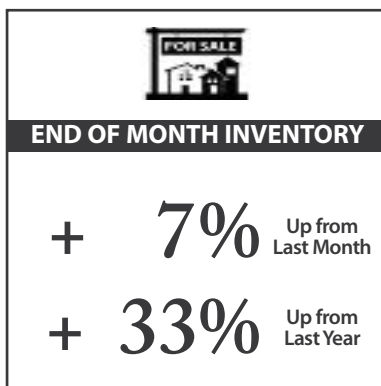 FOR SALE
END OF MONTH INVENTORY
+ 7% Up from
Last Month
+ 33% Up from
Last Year